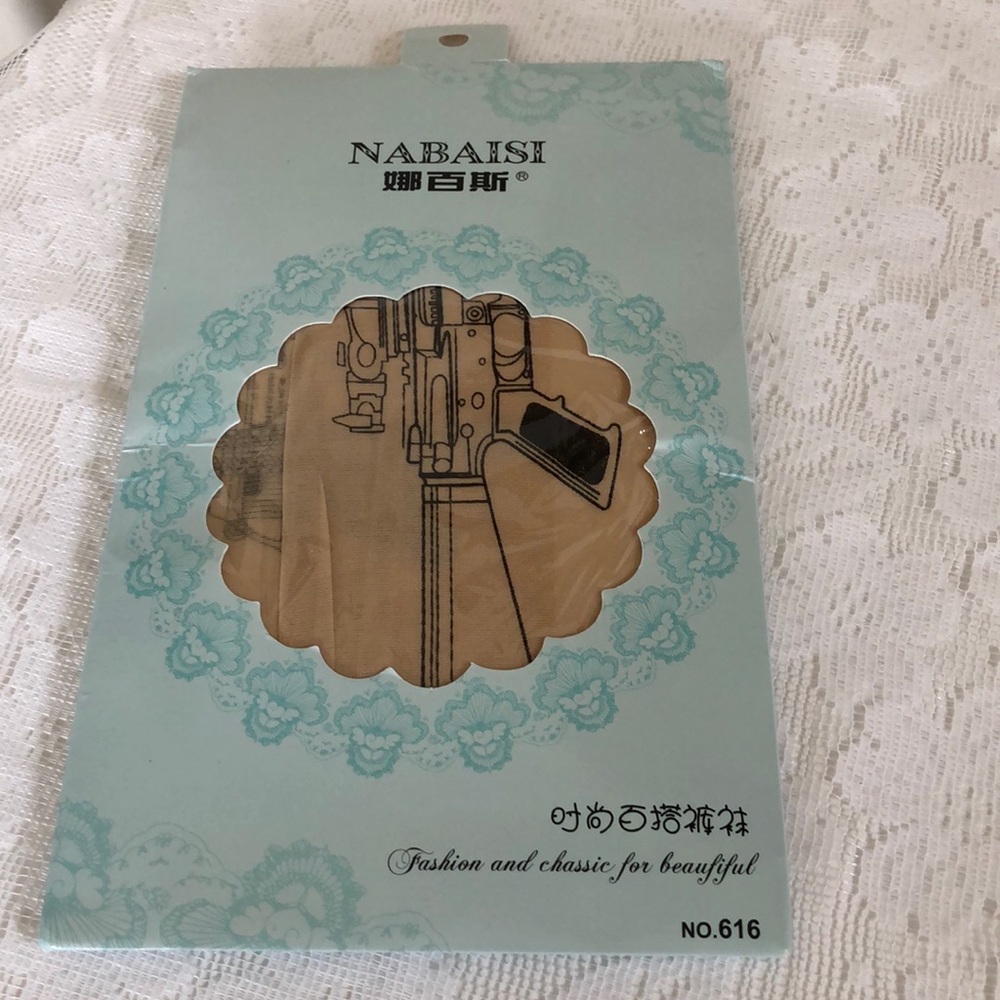 NABAISI
娜百斯®
时尚百搭裤袜
Fashion and chassic for beaufiful
NO.616